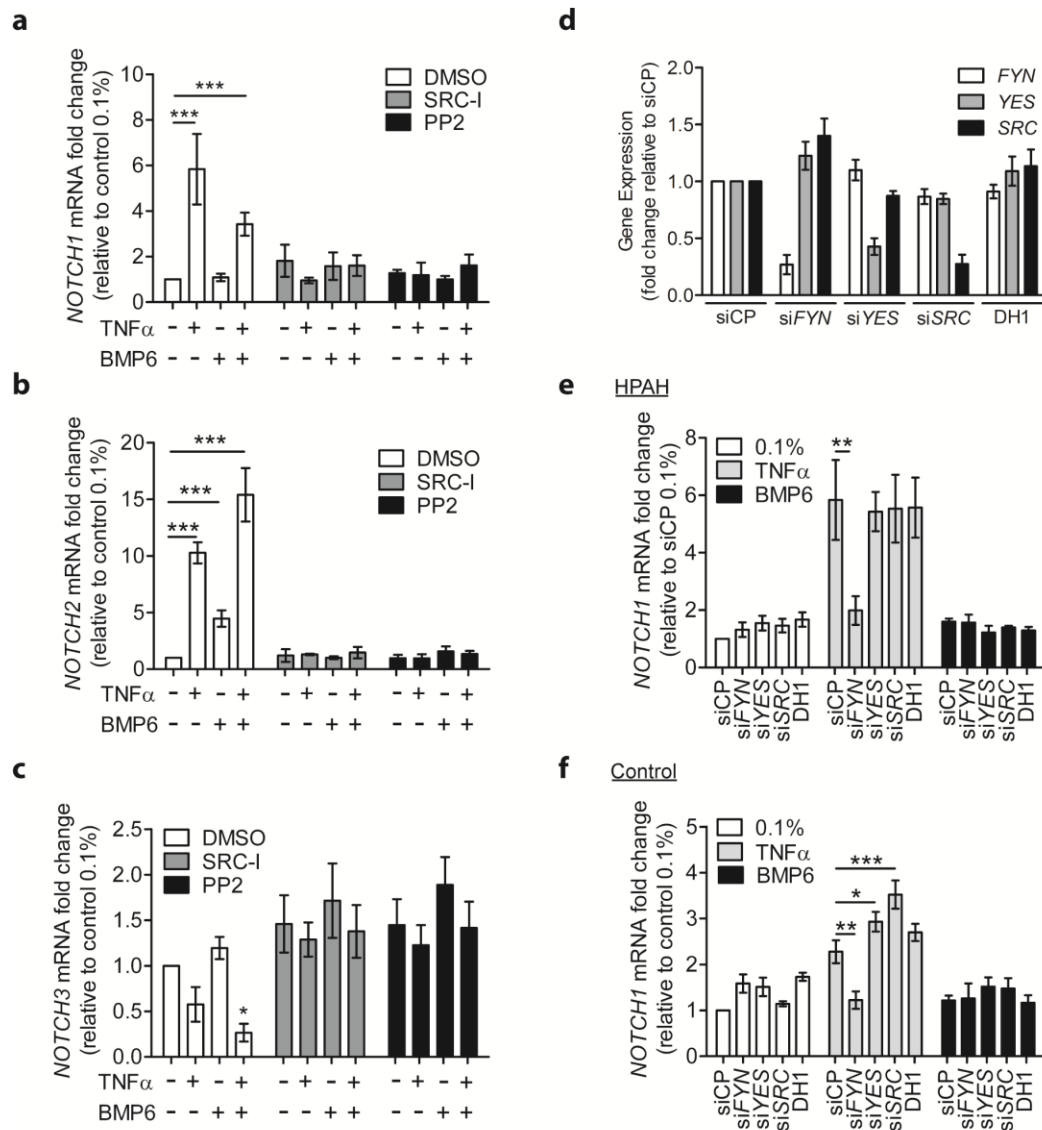 a
NOTCH1 mRNA fold change
(relative to control 0.1%)
10
8
6
4
2
0
***
***
DMSO
SRC-I
PP2
TNFα - + - + - + - + - + - +
BMP6 - - + + - - + + - - + +
b
NOTCH2 mRNA fold change
(relative to control 0.1%)
20
15
10
5
0
***
***
***
DMSO
SRC-I
PP2
TNFα - + - + - + - + - + - +
BMP6 - - + + - - + + - - + +
c
NOTCH3 mRNA fold change
(relative to control 0.1%)
2.5
2.0
1.5
1.0
0.5
0.0
*
DMSO
SRC-I
PP2
TNFα - + - + - + - + - + - +
BMP6 - - + + - - + + - - + +
d
Gene Expression
(fold change relative to siCP)
2.0
1.5
1.0
0.5
0.0
FYN
YES
SRC
siCP siFYN siYES siSRC DH1
e HPAH
NOTCH1 mRNA fold change
(relative to siCP 0.1%)
8
6
4
2
0
**
0.1%
TNFα
BMP6
siCP siFYN siYES siSRC DH1 siCP siFYN siYES siSRC DH1 siCP siFYN siYES siSRC DH1
f Control
NOTCH1 mRNA fold change
(relative to control 0.1%)
5
4
3
2
1
0
***
*
**
0.1%
TNFα
BMP6
siCP siFYN siYES siSRC DH1 siCP siFYN siYES siSRC DH1 siCP siFYN siYES siSRC DH1